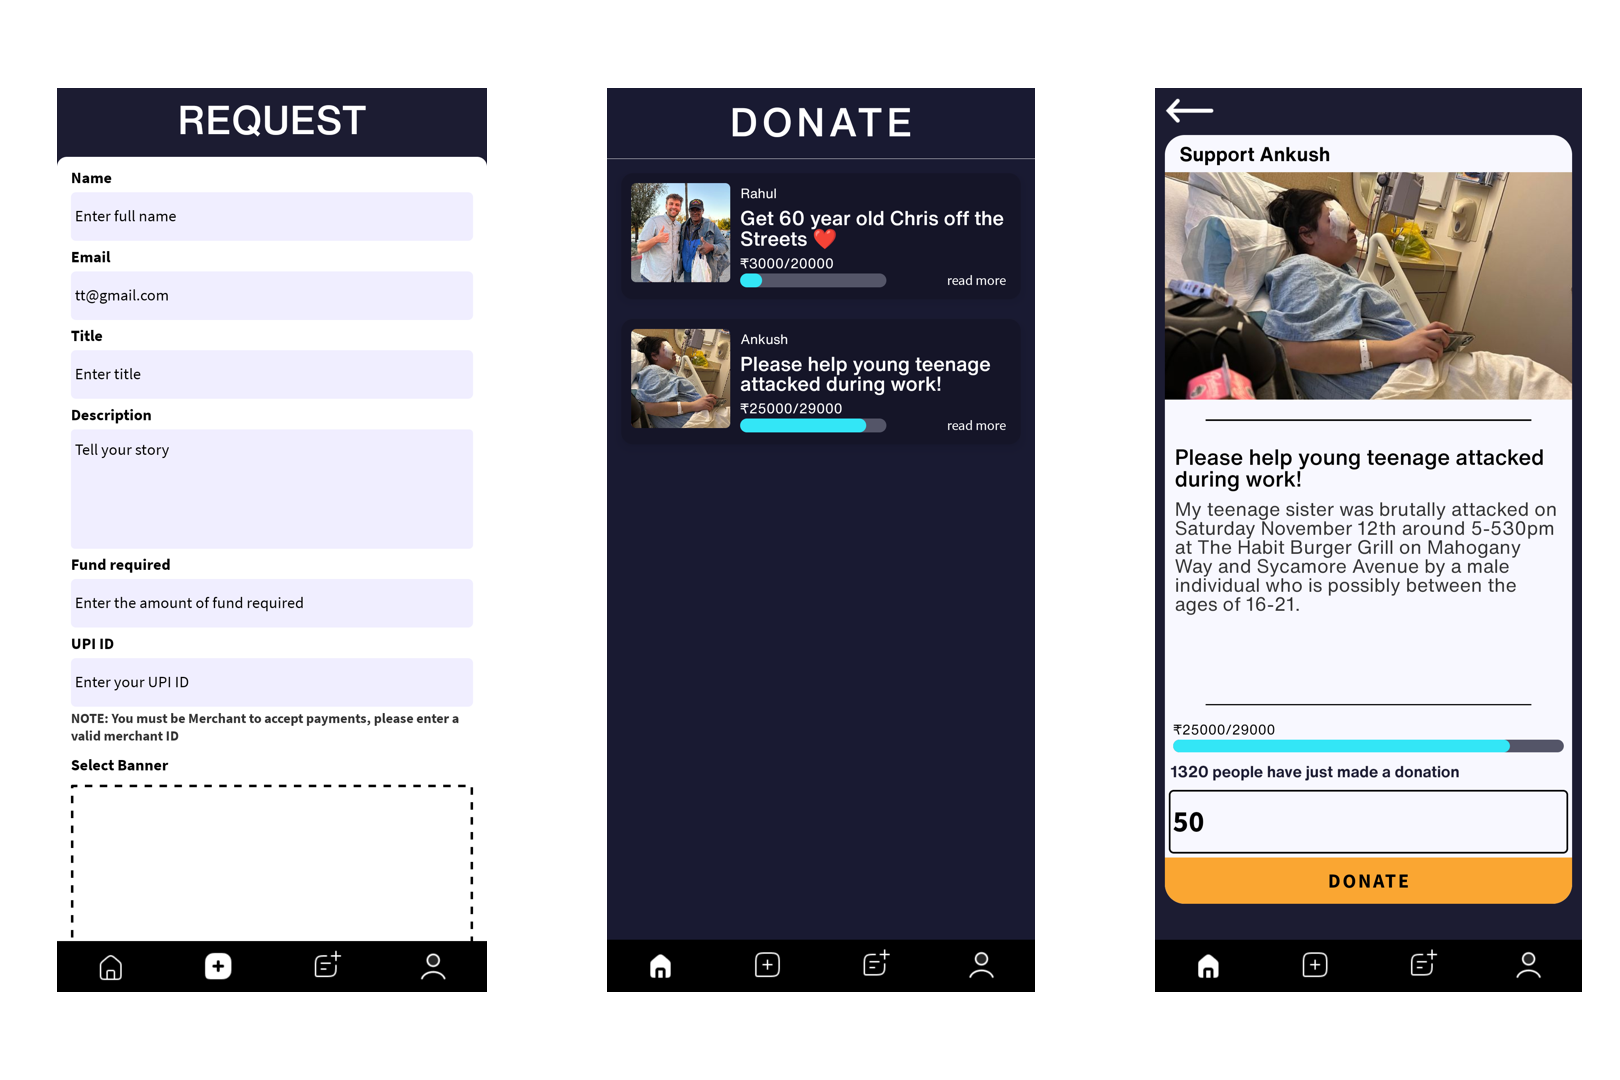 REQUEST
Name
Enter full name
Email
tt@gmail.com
Title
Enter title
Description
Tell your story
Fund required
Enter the amount of fund required
UPI ID
Enter your UPI ID
NOTE: You must be Merchant to accept payments, please enter a
valid merchant ID
Select Banner
DONATE
Rahul
Get 60 year old Chris off the
Streets ❤️
₹3000/20000
read more
Ankush
Please help young teenage
attacked during work!
₹25000/29000
read more
Support Ankush
Please help young teenage attacked
during work!
My teenage sister was brutally attacked on
Saturday November 12th around 5-530pm
at The Habit Burger Grill on Mahogany
Way and Sycamore Avenue by a male
individual who is possibly between the
ages of 16-21.
₹25000/29000
1320 people have just made a donation
50
DONATE